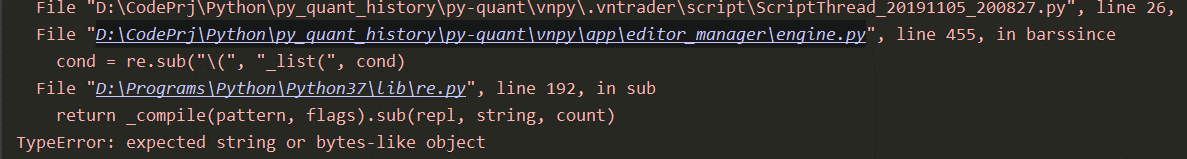 File "D:\CodePrj\Python\py_quant_history\py-quant\vnpy\.vntrader\script\ScriptThread_20191105_200827.py", line 26,
File "D:\CodePrj\Python\py_quant_history\py-quant\vnpy\app\editor_manager\engine.py", line 455, in barssince
cond = re.sub("\(", "_list(", cond)
File "D:\Programs\Python\Python37\lib\re.py", line 192, in sub
return _compile(pattern, flags).sub(repl, string, count)
TypeError: expected string or bytes-like object